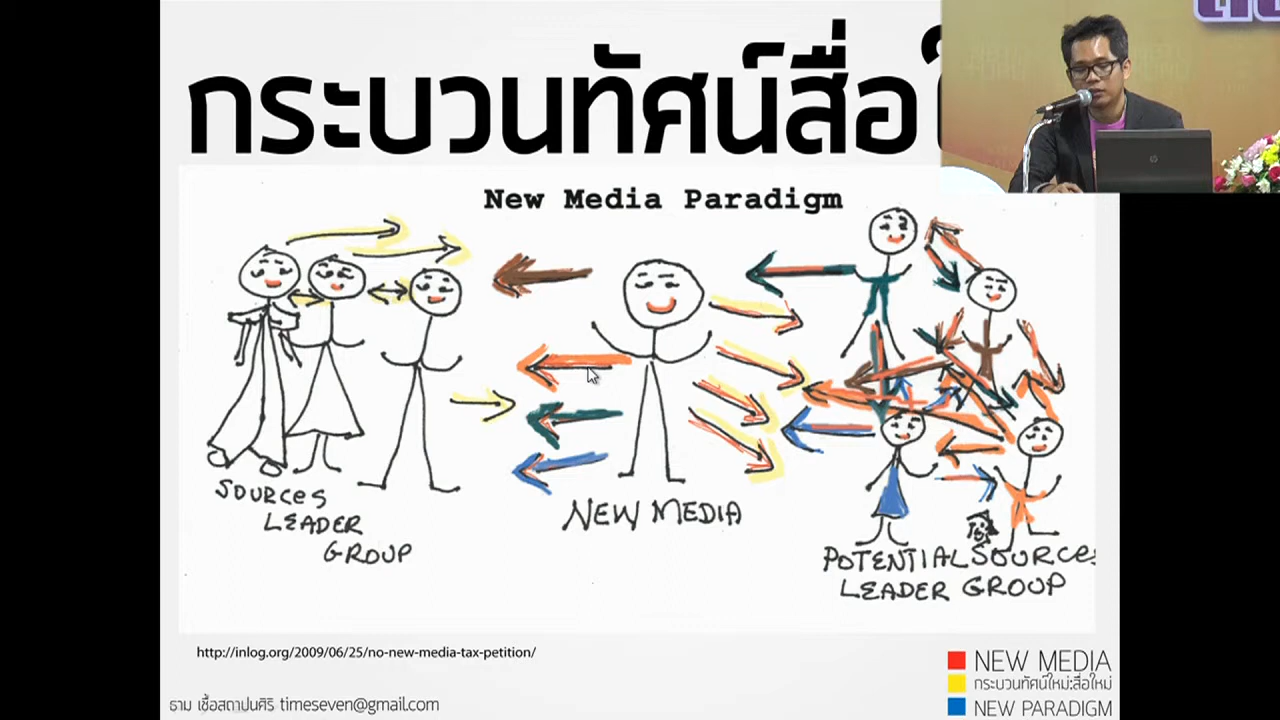 กระบวนทัศน์สื่อ
New Media Paradigm
SOURCES
LEADER
GROUP
NEW MEDIA
POTENTIAL SOURCES
LEADER GROUP
http://inlog.org/2009/06/25/no-new-media-tax-petition/
ธาม เชื้อสถาปนศิริ timeseven@gmail.com
NEW MEDIA
กระบวนทัศน์ใหม่:สื่อใหม่
NEW PARADIGM
hp